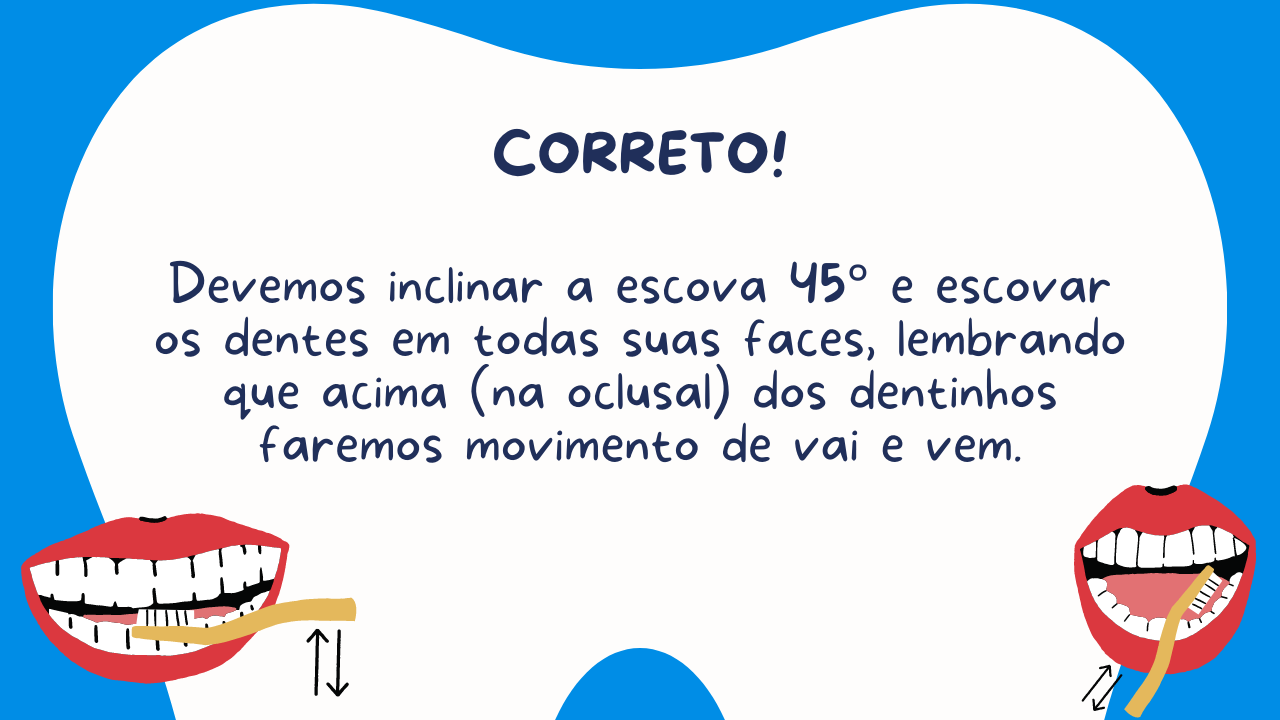 CORRETO!
Devemos inclinar a escova 45º e escovar
os dentes em todas suas faces, lembrando
que acima (na oclusal) dos dentinhos
faremos movimento de vai e vem.